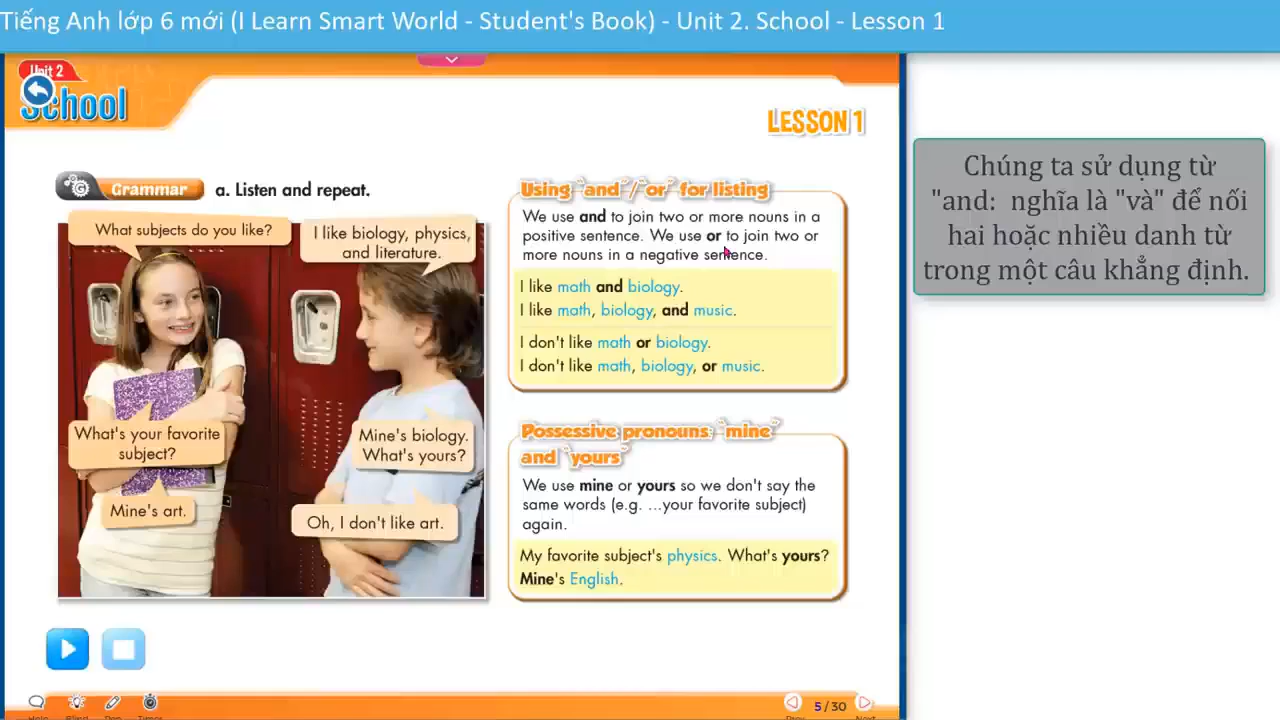 Tiếng Anh lớp 6 mới (I Learn Smart World - Student's Book) - Unit 2. School - Lesson 1
Unit 2
School
LESSON 1
Grammar
a. Listen and repeat.
What subjects do you like?
I like biology, physics,
and literature.
What's your favorite
subject?
Mine's biology.
What's yours?
Mine's art.
Oh, I don't like art.
Using "and"/"or" for listing
We use and to join two or more nouns in a
positive sentence. We use or to join two or
more nouns in a negative sentence.
I like math and biology.
I like math, biology, and music.
I don't like math or biology.
I don't like math, biology, or music.
Possessive pronouns: "mine"
and "yours"
We use mine or yours so we don't say the
same words (e.g. ...your favorite subject)
again.
My favorite subject's physics. What's yours?
Mine's English.
Chúng ta sử dụng từ
"and: nghĩa là "và" để nối
hai hoặc nhiều danh từ
trong một câu khẳng định.
5 / 30